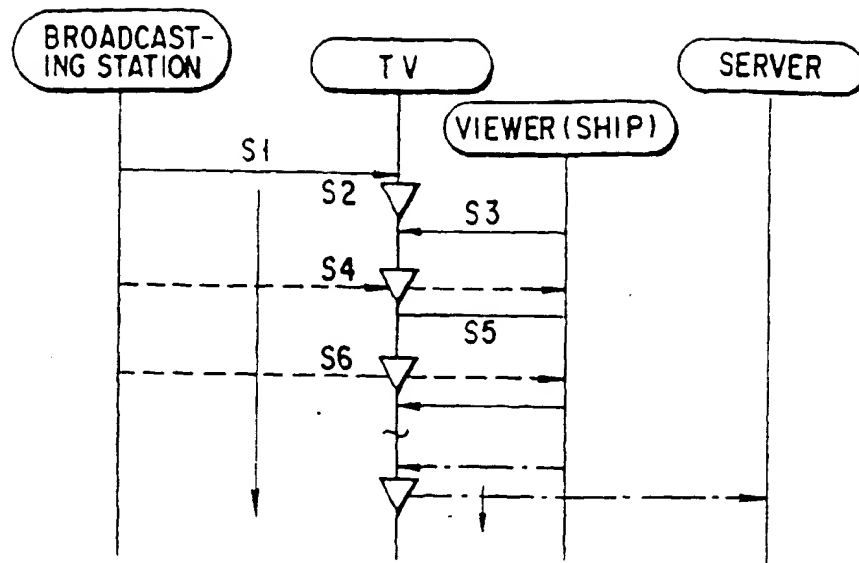 BROADCAST-
ING STATION
TV
SERVER
VIEWER (SHIP)
S1
S2
S3
S4
S5
S6